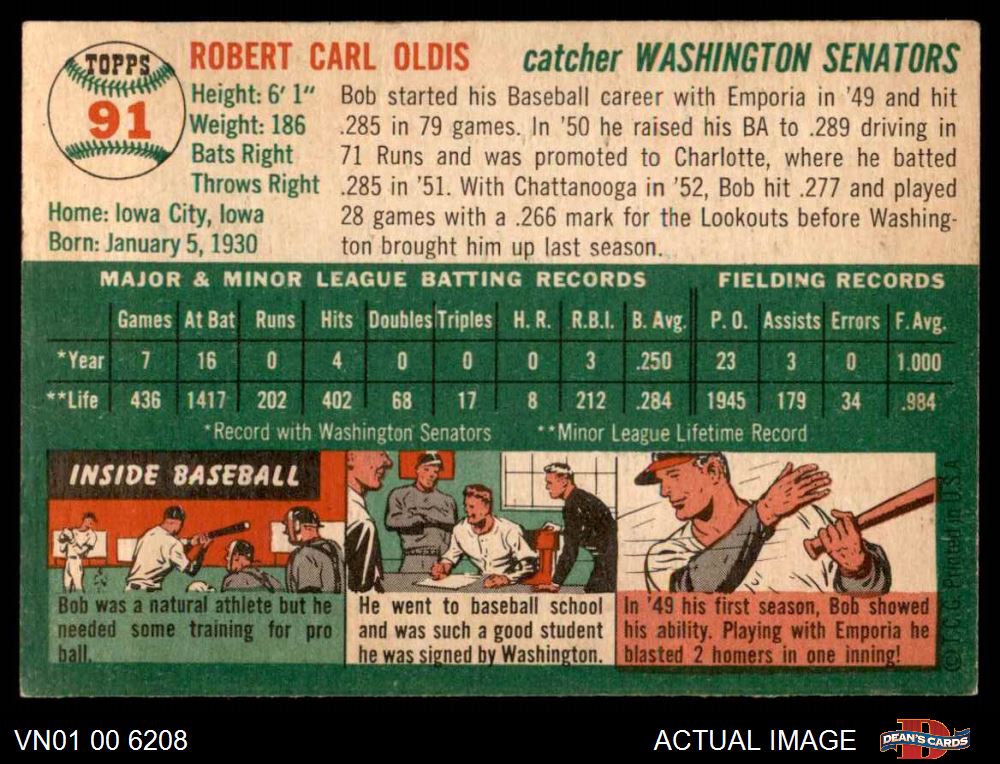 TOPPS
91
ROBERT CARL OLDIS catcher WASHINGTON SENATORS
Height: 6' 1"
Weight: 186
Bats Right
Throws Right
Home: Iowa City, Iowa
Born: January 5, 1930
Bob started his Baseball career with Emporia in '49 and hit
.285 in 79 games. In '50 he raised his BA to .289 driving in
71 Runs and was promoted to Charlotte, where he batted
.285 in '51. With Chattanooga in '52, Bob hit .277 and played
28 games with a .266 mark for the Lookouts before Washing-
ton brought him up last season.
MAJOR & MINOR LEAGUE BATTING RECORDS FIELDING RECORDS
Games At Bat Runs Hits Doubles Triples H. R. R.B.I. B. Avg. P. O. Assists Errors F. Avg.
*Year 7 16 0 4 0 0 0 3 .250 23 3 0 1.000
**Life 436 1417 202 402 68 17 8 212 .284 1945 179 34 .984
*Record with Washington Senators **Minor League Lifetime Record
INSIDE BASEBALL
Bob was a natural athlete but he
needed some training for pro
ball.
He went to baseball school
and was such a good student
he was signed by Washington.
In '49 his first season, Bob showed
his ability. Playing with Emporia he
blasted 2 homers in one inning!
© T.C.G. PRTD. IN U.S.A
VN01 00 6208
ACTUAL IMAGE
D
DEAN'S CARDS